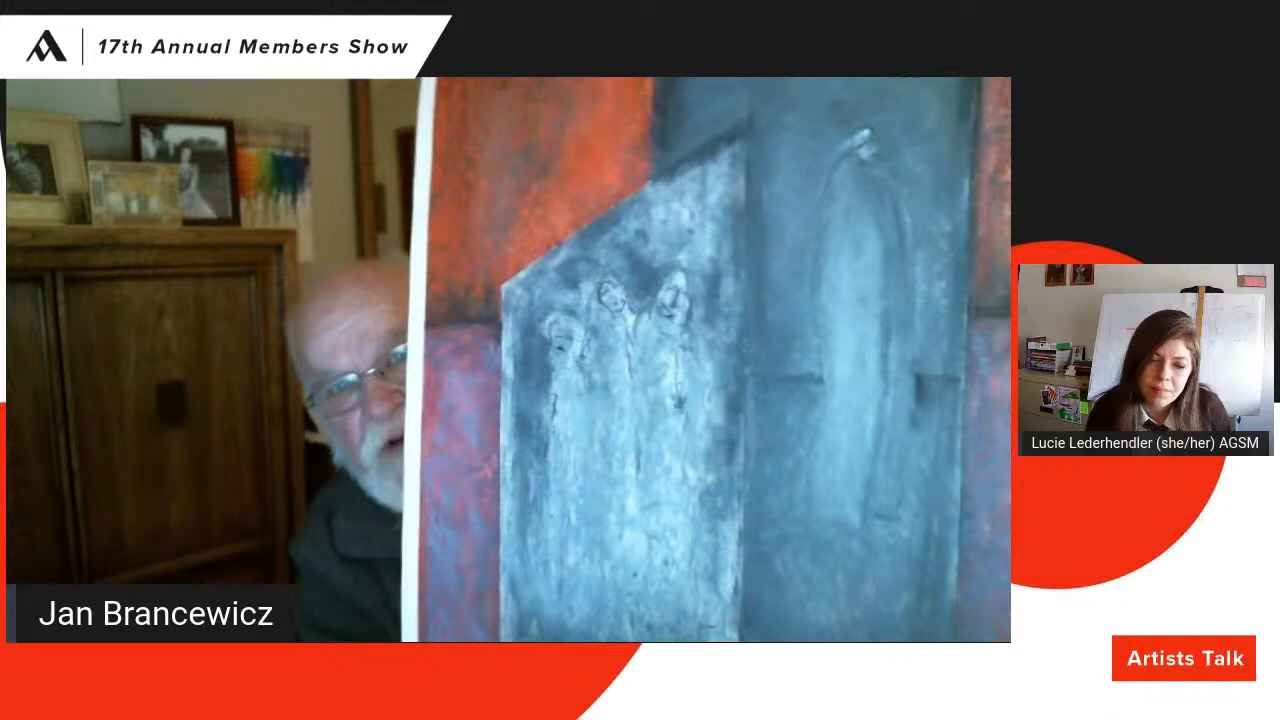 17th Annual Members Show
Lucie Lederhendler (she/her) AGSM
Jan Brancewicz
Artists Talk